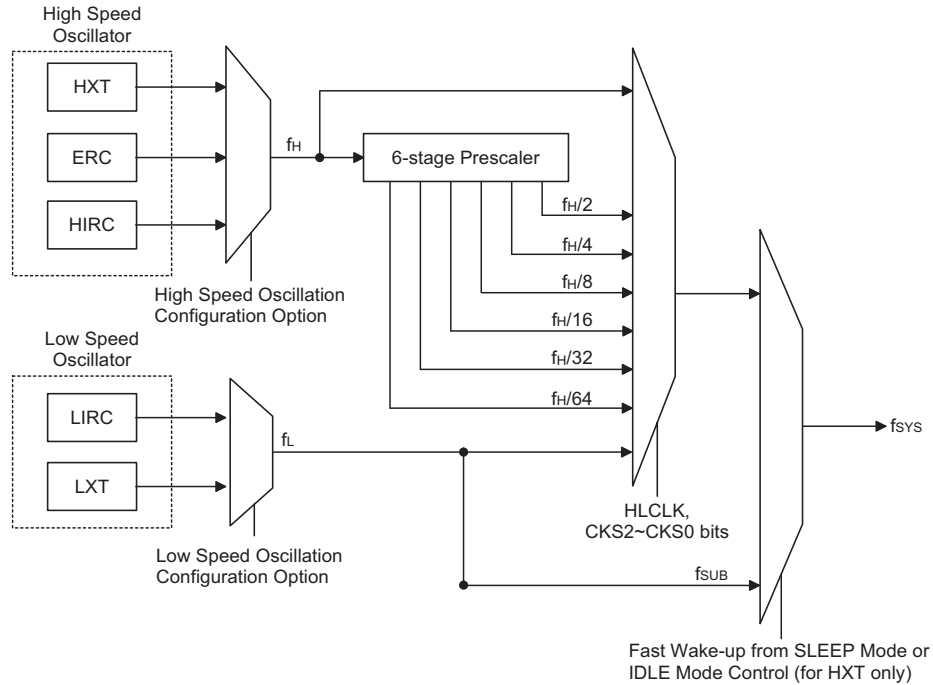 High Speed
Oscillator
HXT
ERC
HIRC
fH
6-stage Prescaler
fH/2
fH/4
fH/8
fH/16
fH/32
fH/64
High Speed Oscillation
Configuration Option
Low Speed
Oscillator
LIRC
LXT
fL
Low Speed Oscillation
Configuration Option
HLCLK,
CKS2~CKS0 bits
fSUB
fSYS
Fast Wake-up from SLEEP Mode or
IDLE Mode Control (for HXT only)